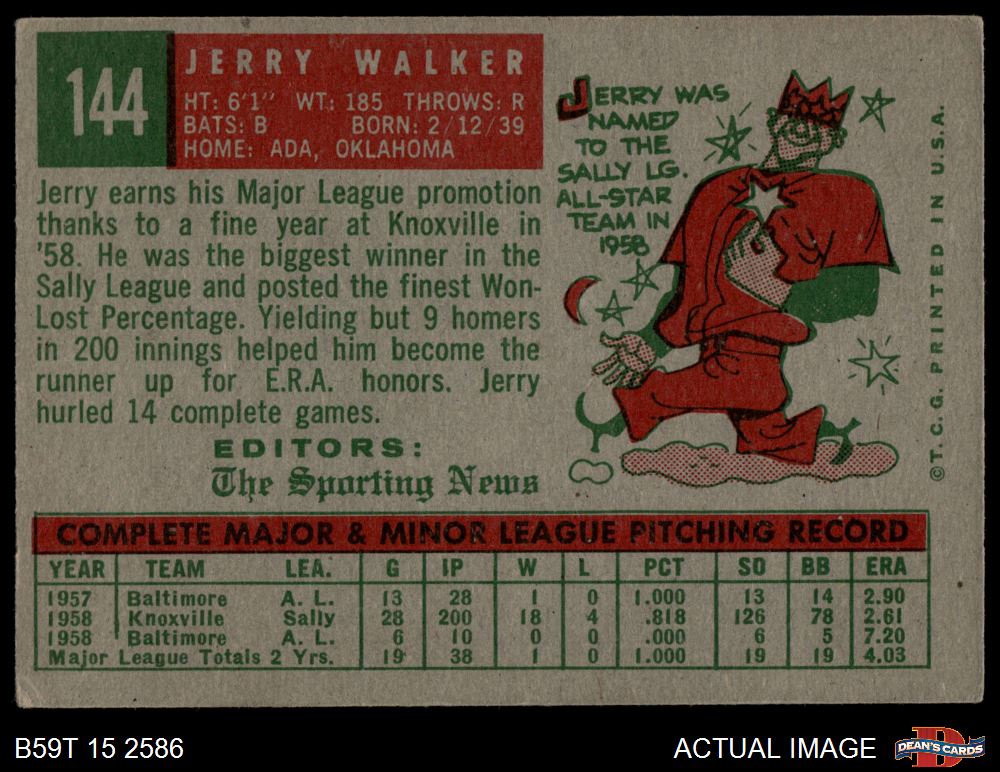 144
JERRY WALKER
HT: 6'1" WT: 185 THROWS: R
BATS: B BORN: 2/12/39
HOME: ADA, OKLAHOMA
Jerry earns his Major League promotion
thanks to a fine year at Knoxville in
'58. He was the biggest winner in the
Sally League and posted the finest Won-
Lost Percentage. Yielding but 9 homers
in 200 innings helped him become the
runner up for E.R.A. honors. Jerry
hurled 14 complete games.
EDITORS:
The Sporting News
JERRY WAS
NAMED
TO THE
SALLY LG.
ALL-STAR
TEAM IN
1958
©T.C.G. PRINTED IN U.S.A.
COMPLETE MAJOR & MINOR LEAGUE PITCHING RECORD
YEAR TEAM LEA. G IP W L PCT SO BB ERA
1957 Baltimore A. L. 13 28 1 0 1.000 13 14 2.90
1958 Knoxville Sally 28 200 18 4 .818 126 78 2.61
1958 Baltimore A. L. 6 10 0 0 .000 6 5 7.20
Major League Totals 2 Yrs. 19 38 1 0 1.000 19 19 4.03
B59T 15 2586
ACTUAL IMAGE
DEAN'S CARDS